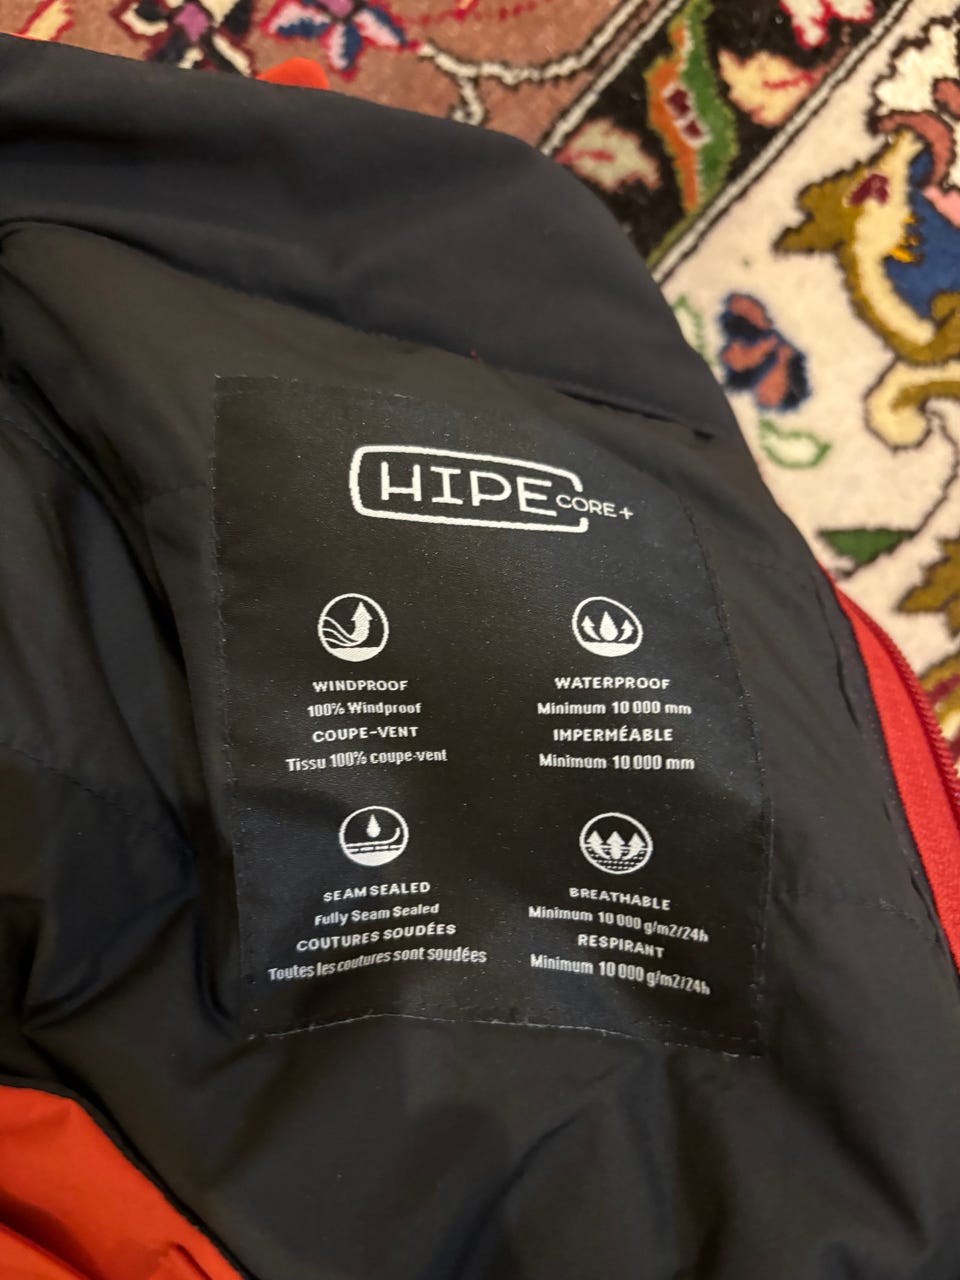 HIPE CORE+
WINDPROOF
100% Windproof
COUPE-VENT
Tissu 100% coupe-vent
WATERPROOF
Minimum 10 000 mm
IMPERMÉABLE
Minimum 10 000 mm
SEAM SEALED
Fully Seam Sealed
COUTURES SOUDÉES
Toutes les coutures sont soudées
BREATHABLE
Minimum 10 000 g/m2/24h
RESPIRANT
Minimum 10 000 g/m2/24h